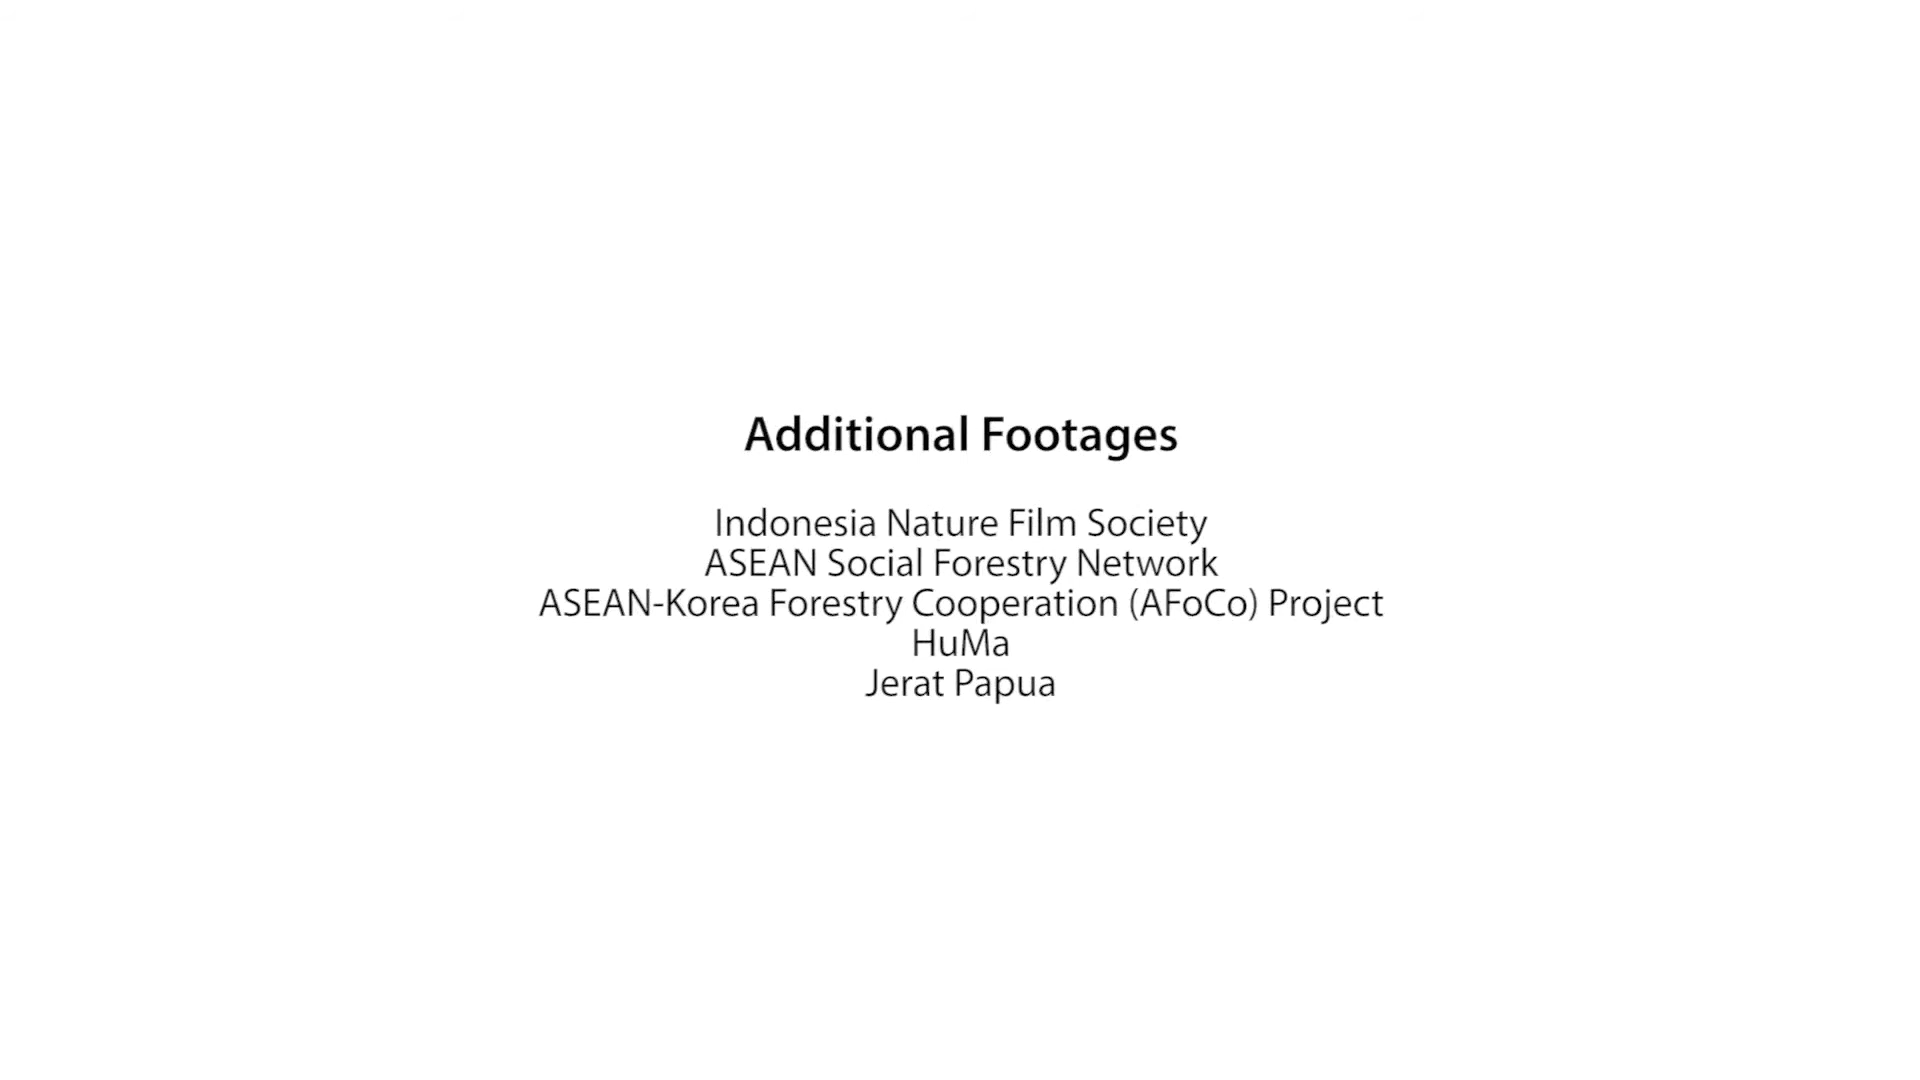 Additional Footages
Indonesia Nature Film Society
ASEAN Social Forestry Network
ASEAN-Korea Forestry Cooperation (AFoCo) Project
HuMa
Jerat Papua